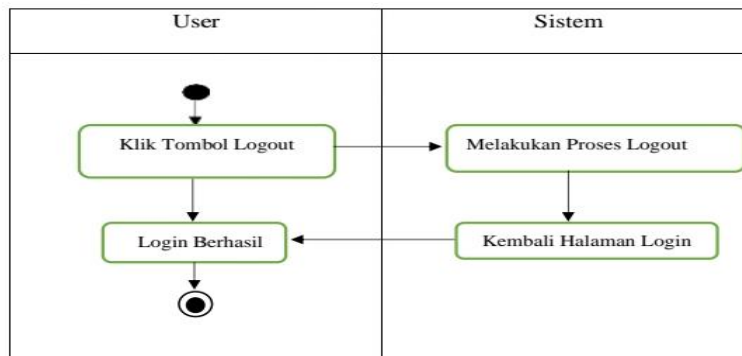 User
Sistem
Klik Tombol Logout
Melakukan Proses Logout
Login Berhasil
Kembali Halaman Login